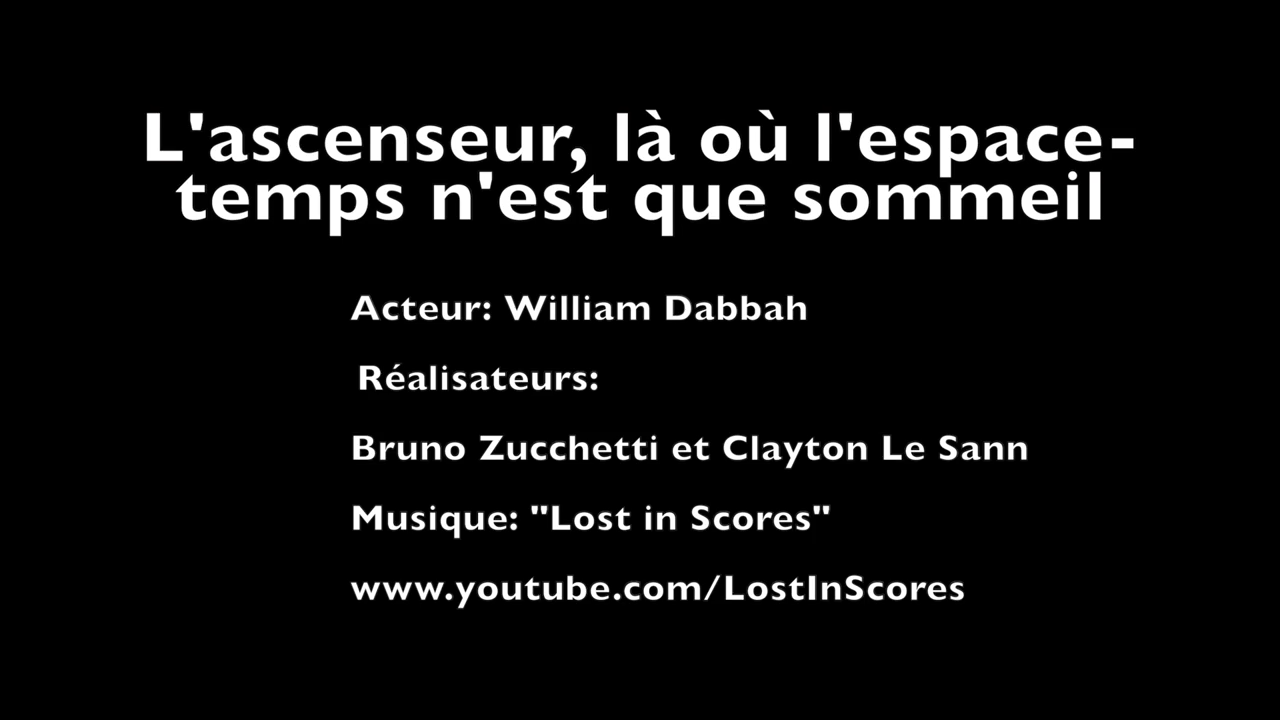 L'ascenseur, là où l'espace-
temps n'est que sommeil
Acteur: William Dabbah
Réalisateurs:
Bruno Zucchetti et Clayton Le Sann
Musique: "Lost in Scores"
www.youtube.com/LostInScores